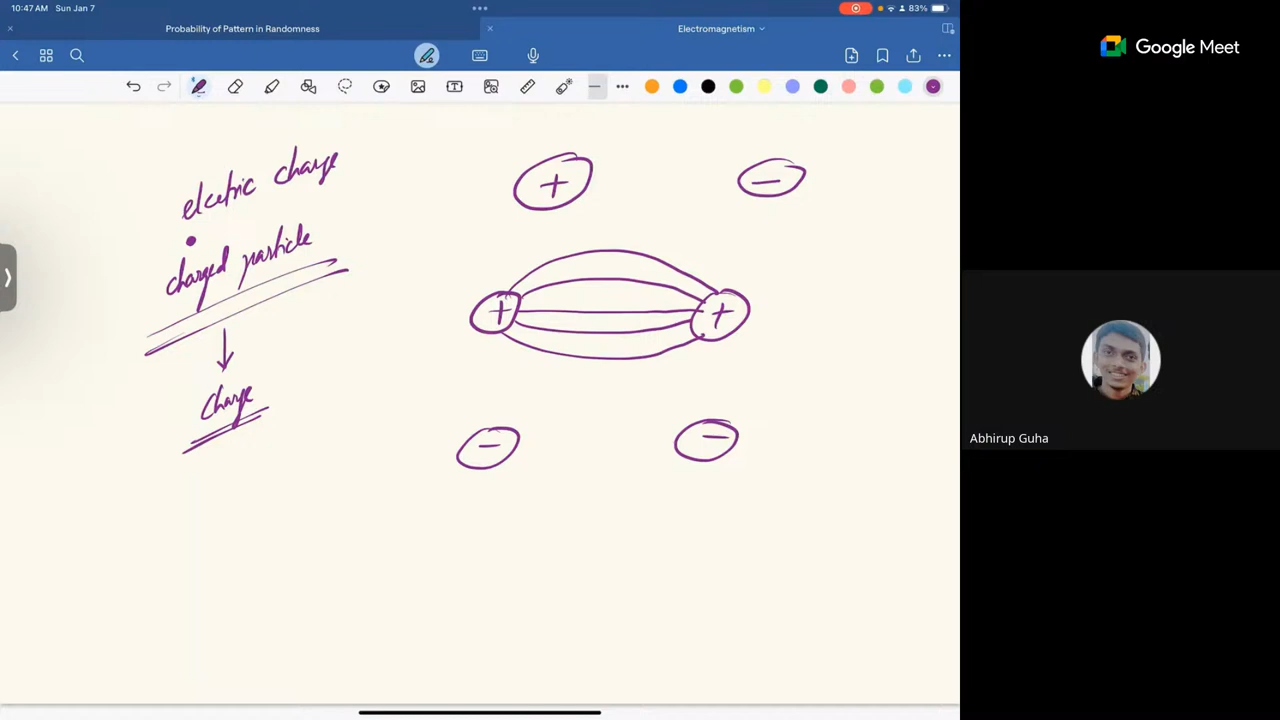 10:47 AM Sun Jan 7
83%
Probability of Pattern in Randomness
Electromagnetism
Google Meet
elcetric charge
charged particle
charge
+
−
+
+
−
−
Abhirup Guha